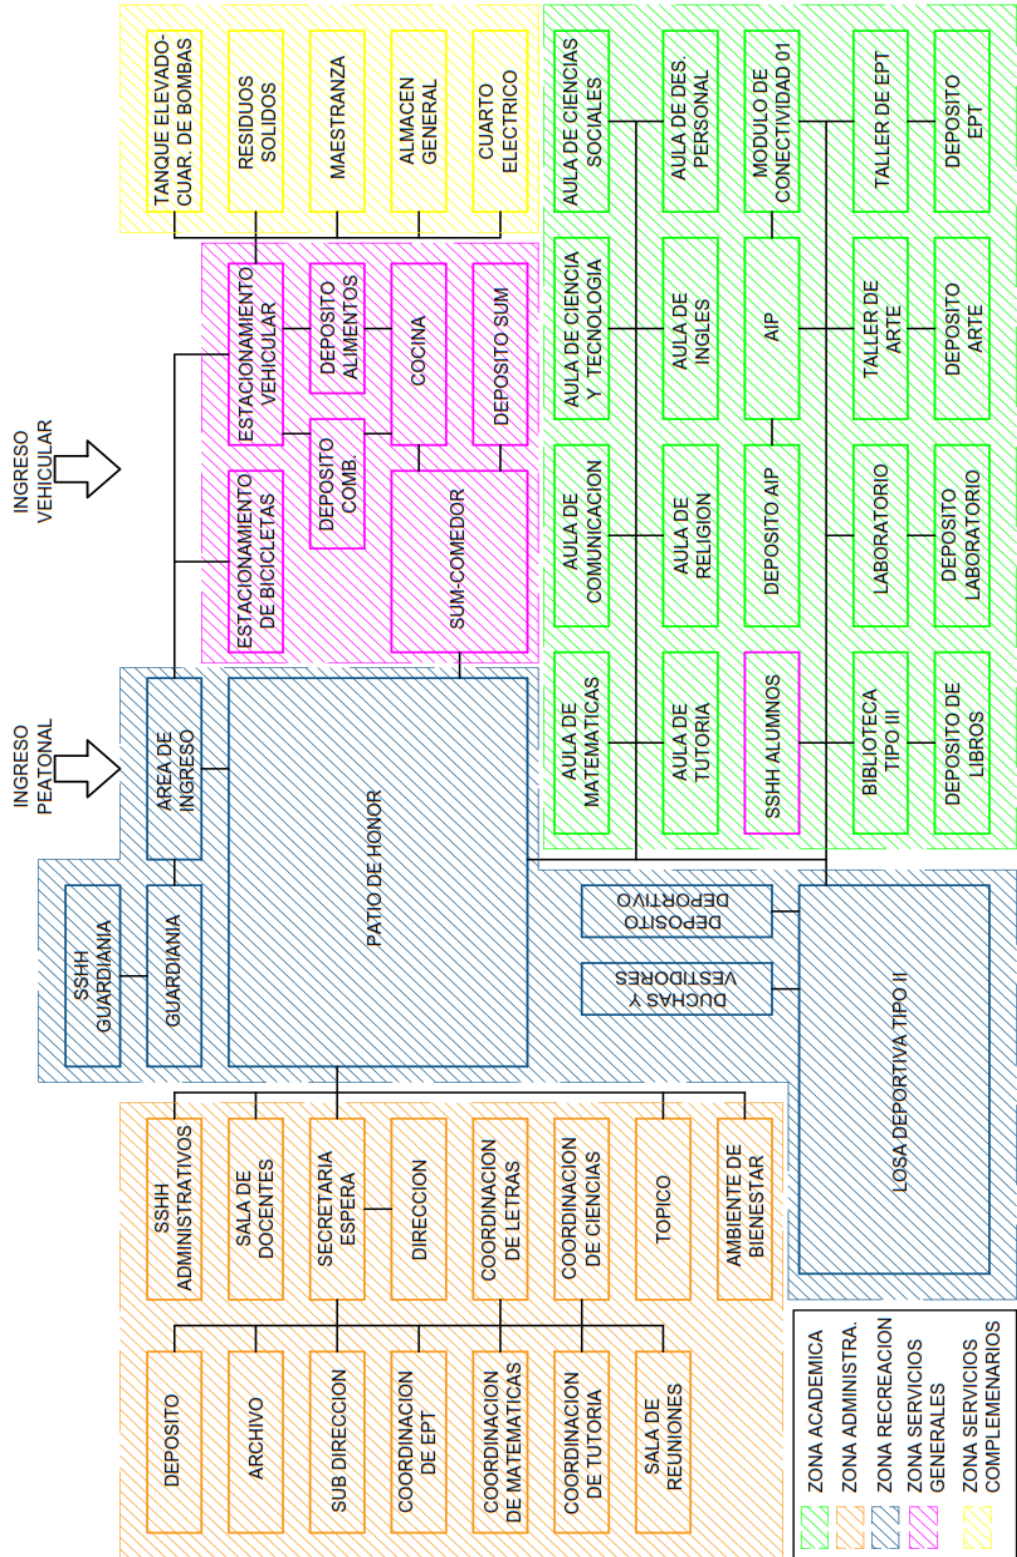 INGRESO
PEATONAL
INGRESO
VEHICULAR
SSHH
GUARDIANIA
GUARDIANIA
AREA DE
INGRESO
PATIO DE HONOR
DUCHAS Y
VESTIDORES
DEPOSITO
DEPORTIVO
LOSA DEPORTIVA TIPO II
ESTACIONAMIENTO
DE BICICLETAS
ESTACIONAMIENTO
VEHICULAR
DEPOSITO
COMB.
DEPOSITO
ALIMENTOS
SUM-COMEDOR
COCINA
DEPOSITO SUM
TANQUE ELEVADO-
CUAR. DE BOMBAS
RESIDUOS
SOLIDOS
MAESTRANZA
ALMACEN
GENERAL
CUARTO
ELECTRICO
DEPOSITO
SSHH
ADMINISTRATIVOS
ARCHIVO
SALA DE
DOCENTES
SUB DIRECCION
SECRETARIA
ESPERA
COORDINACION
DE EPT
DIRECCION
COORDINACION
DE MATEMATICAS
COORDINACION
DE LETRAS
COORDINACION
DE TUTORIA
COORDINACION
DE CIENCIAS
SALA DE
REUNIONES
TOPICO
AMBIENTE DE
BIENESTAR
AULA DE
MATEMATICAS
AULA DE
COMUNICACION
AULA DE CIENCIA
Y TECNOLOGIA
AULA DE CIENCIAS
SOCIALES
AULA DE
TUTORIA
AULA DE
RELIGION
AULA DE
INGLES
AULA DE DES.
PERSONAL
SSHH ALUMNOS
DEPOSITO AIP
AIP
MODULO DE
CONECTIVIDAD 01
BIBLIOTECA
TIPO III
LABORATORIO
TALLER DE
ARTE
TALLER DE EPT
DEPOSITO DE
LIBROS
DEPOSITO
LABORATORIO
DEPOSITO
ARTE
DEPOSITO
EPT
ZONA ACADEMICA
ZONA ADMINISTRA.
ZONA RECREACION
ZONA SERVICIOS
GENERALES
ZONA SERVICIOS
COMPLEMENARIOS